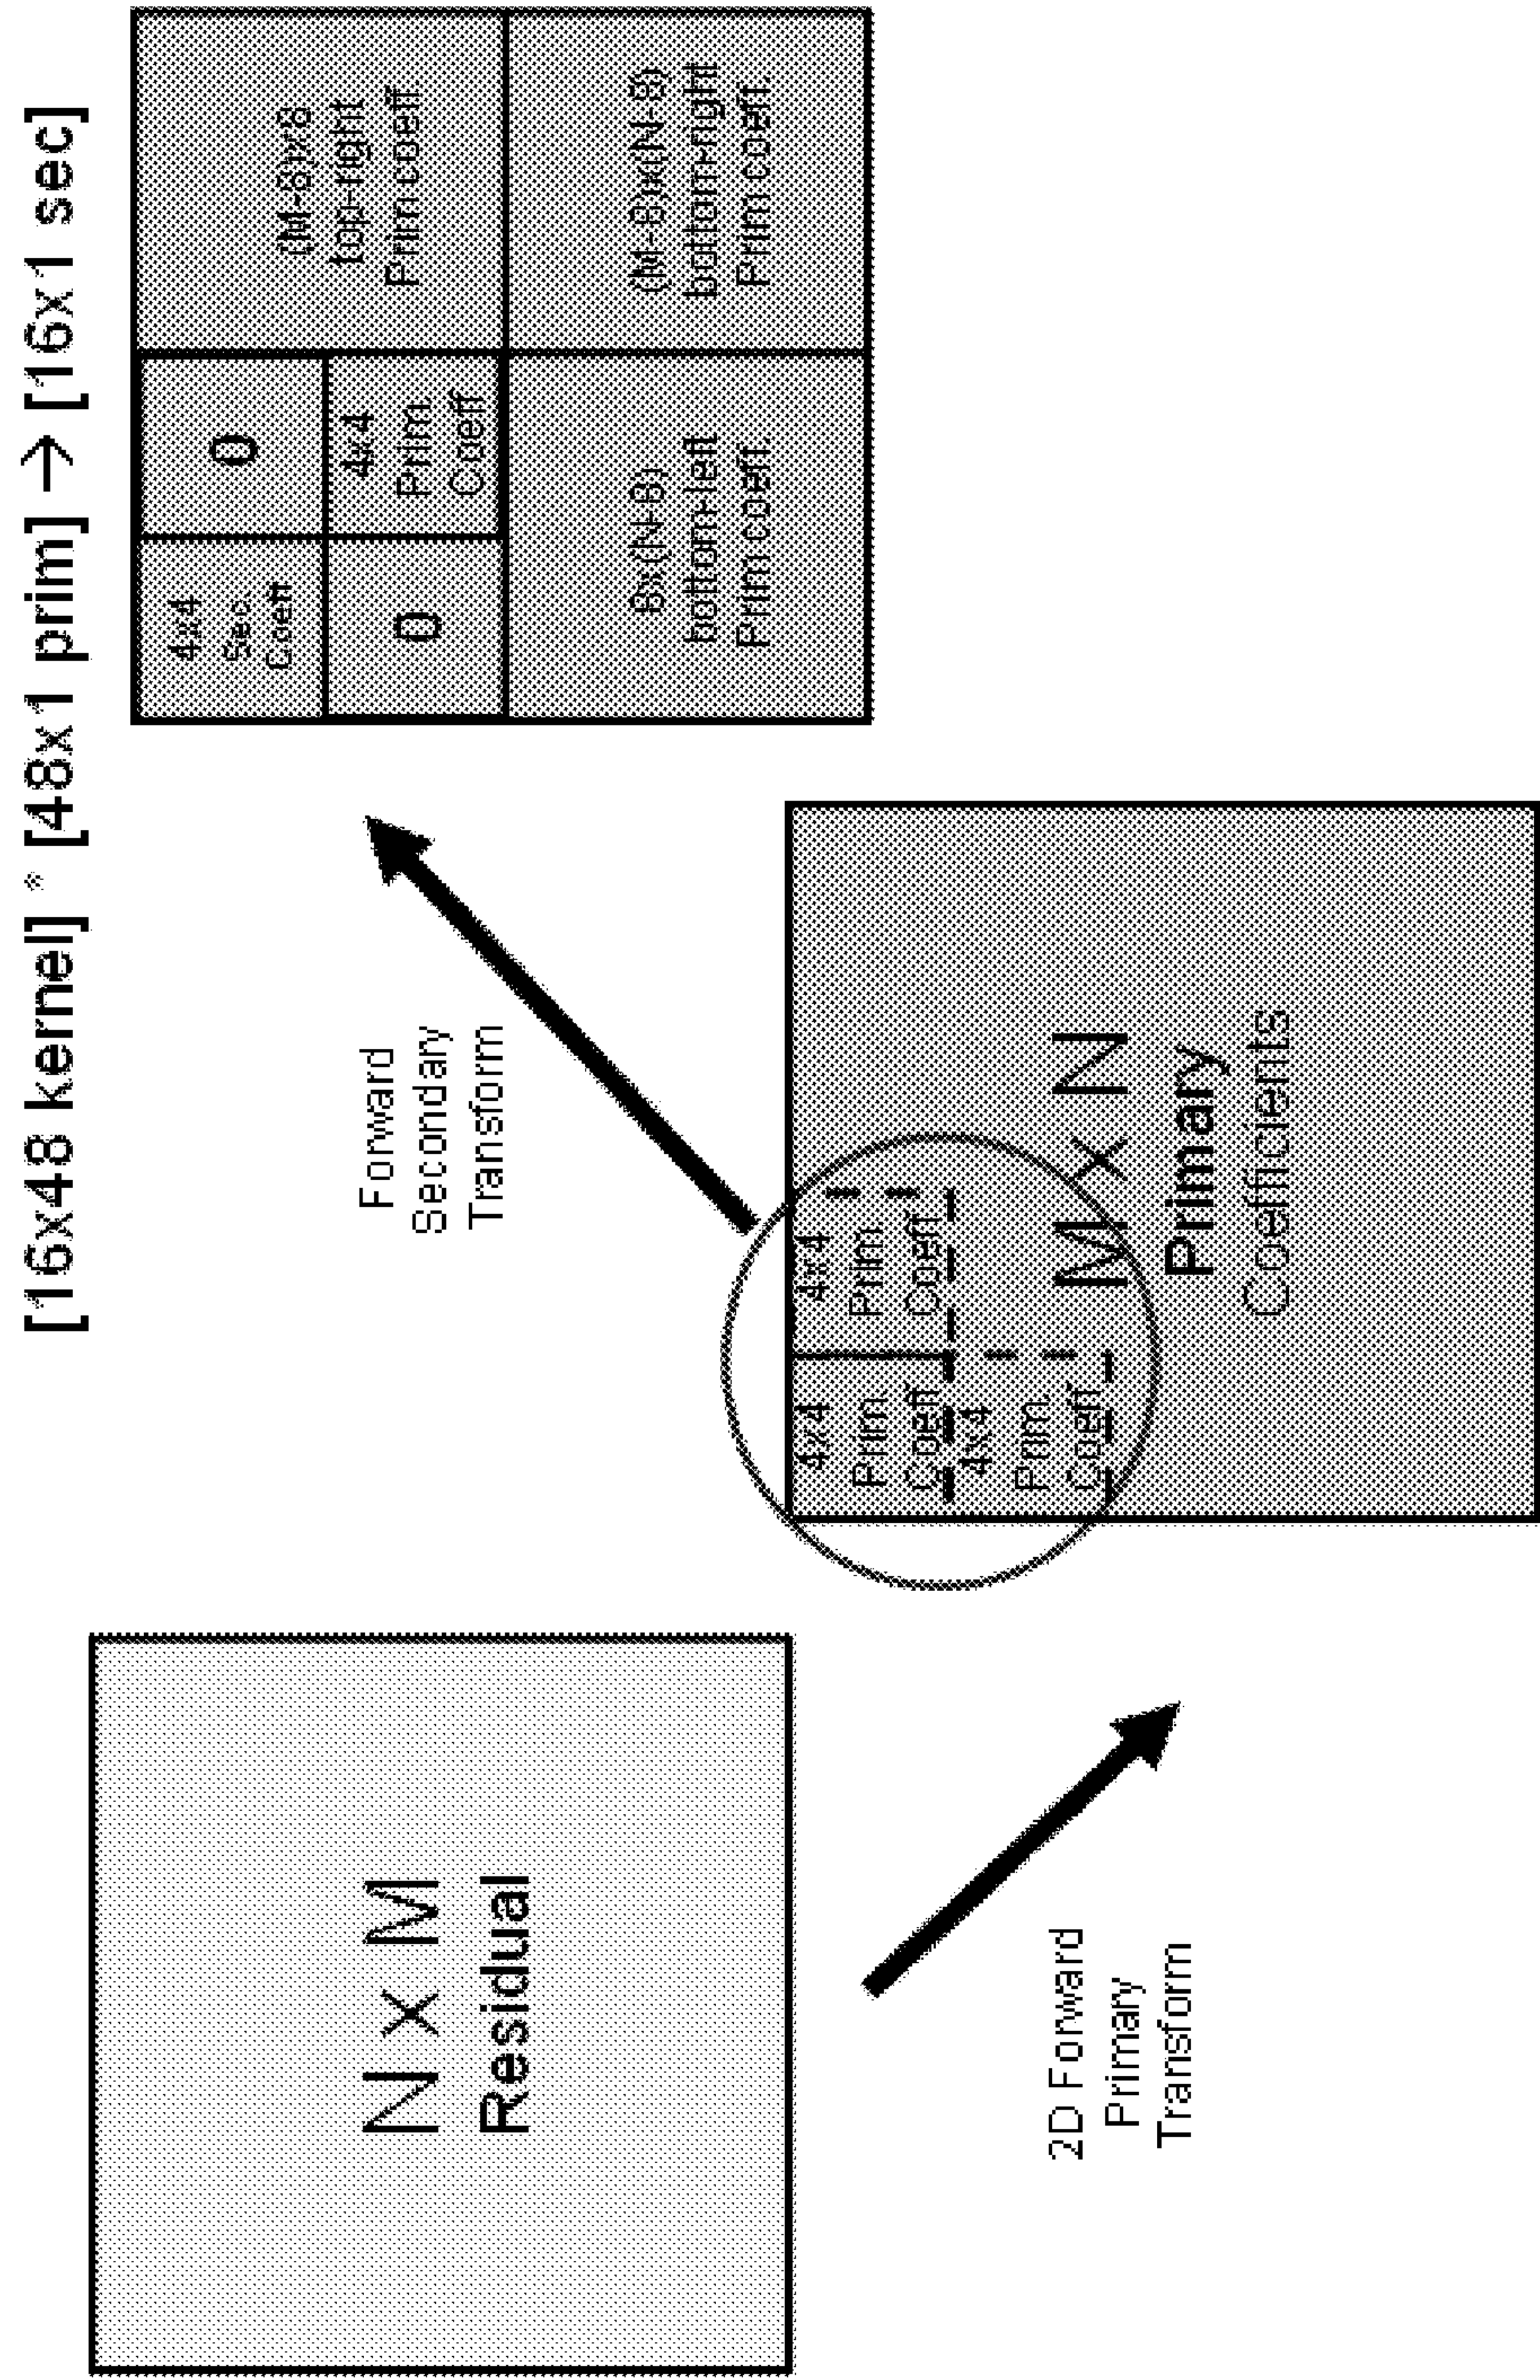 [16x48 kernel] * [48x1 prim] → [16x1 sec]
N x M
Residual
2D Forward
Primary
Transform
4x4
Prim.
Coeff
4x4
Prim
Coeff
4x4
Prim.
Coeff
M x N
Primary
Coefficients
Forward
Secondary
Transform
4x4
Sec.
Coeff
0
0
4x4
Prim.
Coeff
(M-8)x8
top-right
Prim coeff.
8x(N-8)
bottom-left
Prim coeff.
(M-8)x(N-8)
bottom-right
Prim coeff.